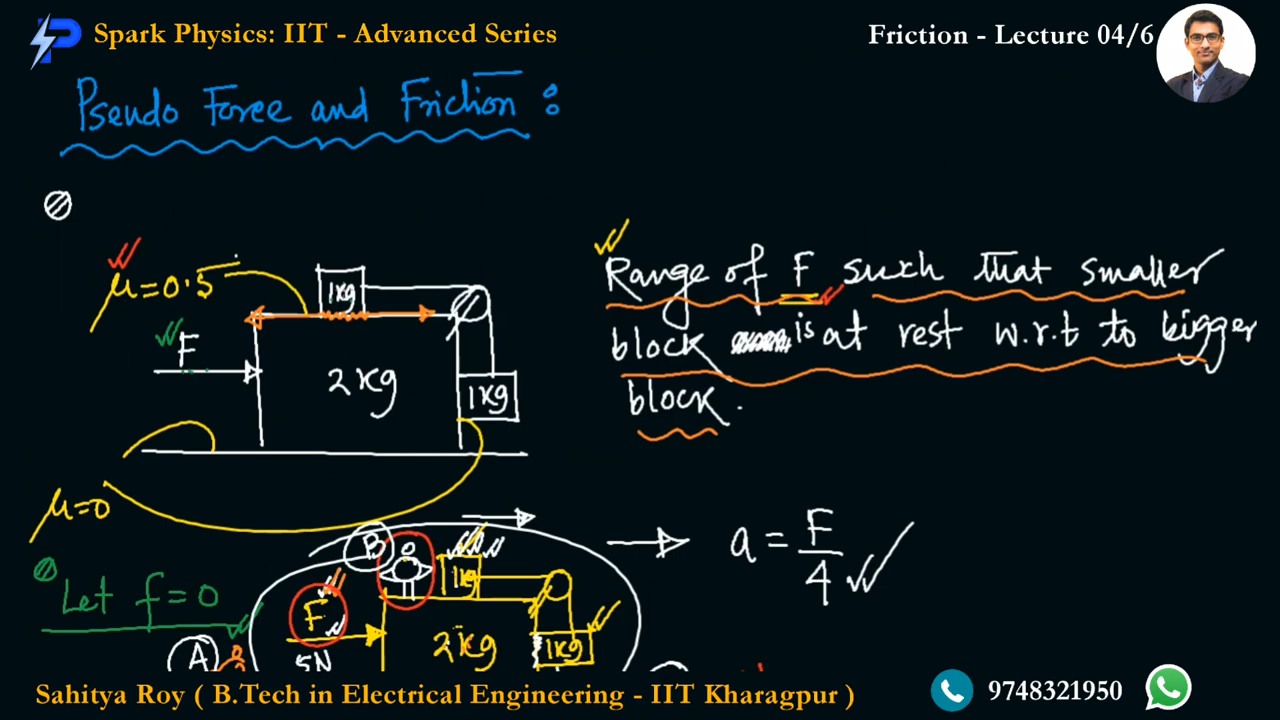 Spark Physics: IIT - Advanced Series
Friction - Lecture 04/6
Pseudo Force and Friction :
μ=0.5
1kg
F
2kg
1kg
Range of F such that smaller
block is at rest w.r.t to bigger
block.
μ=0
Let f=0
B
F
5N
1kg
2kg
1kg
A
a = F/4
Sahitya Roy ( B.Tech in Electrical Engineering - IIT Kharagpur )
9748321950